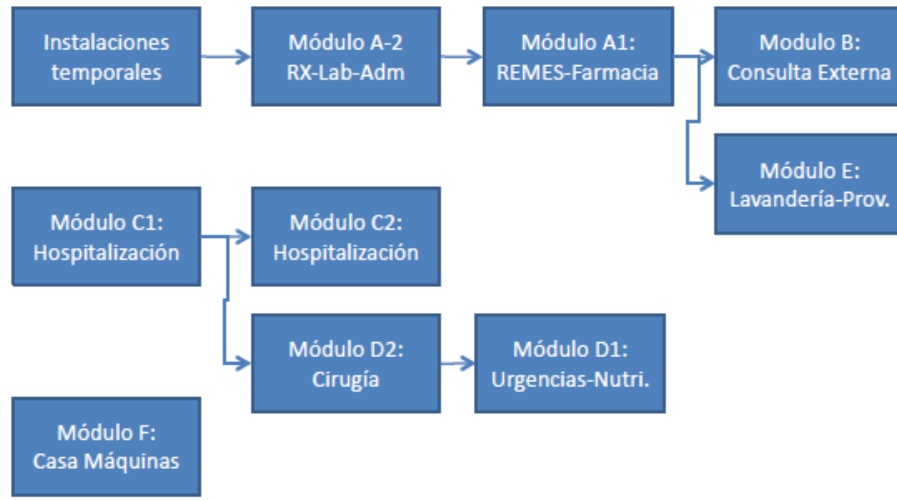 Instalaciones
temporales
Módulo A-2
RX-Lab-Adm
Módulo A1:
REMES-Farmacia
Modulo B:
Consulta Externa
Módulo E:
Lavandería-Prov.
Módulo C1:
Hospitalización
Módulo C2:
Hospitalización
Módulo D2:
Cirugía
Módulo D1:
Urgencias-Nutri.
Módulo F:
Casa Máquinas